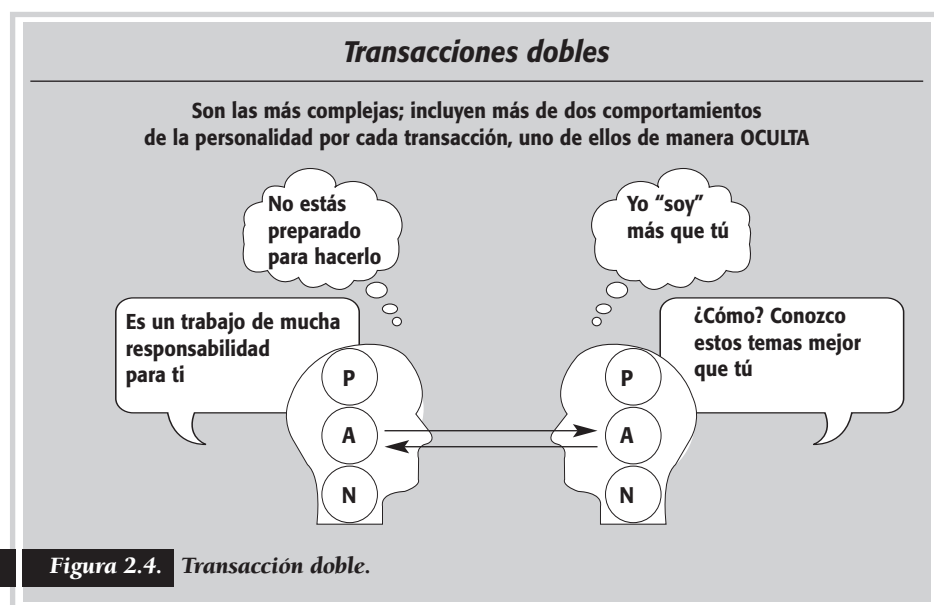 Transacciones dobles
Son las más complejas; incluyen más de dos comportamientos
de la personalidad por cada transacción, uno de ellos de manera OCULTA
No estás
preparado
para hacerlo
Yo "soy"
más que tú
Es un trabajo de mucha
responsabilidad
para ti
¿Cómo? Conozco
estos temas mejor
que tú
P
A
N
P
A
N
Figura 2.4. Transacción doble.